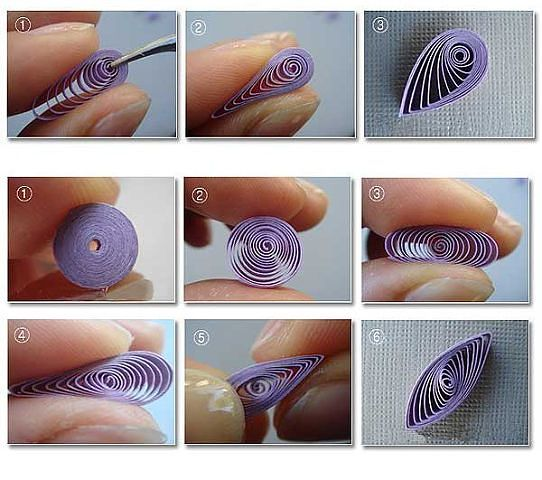 ① ② ③
① ② ③
④ ⑤ ⑥